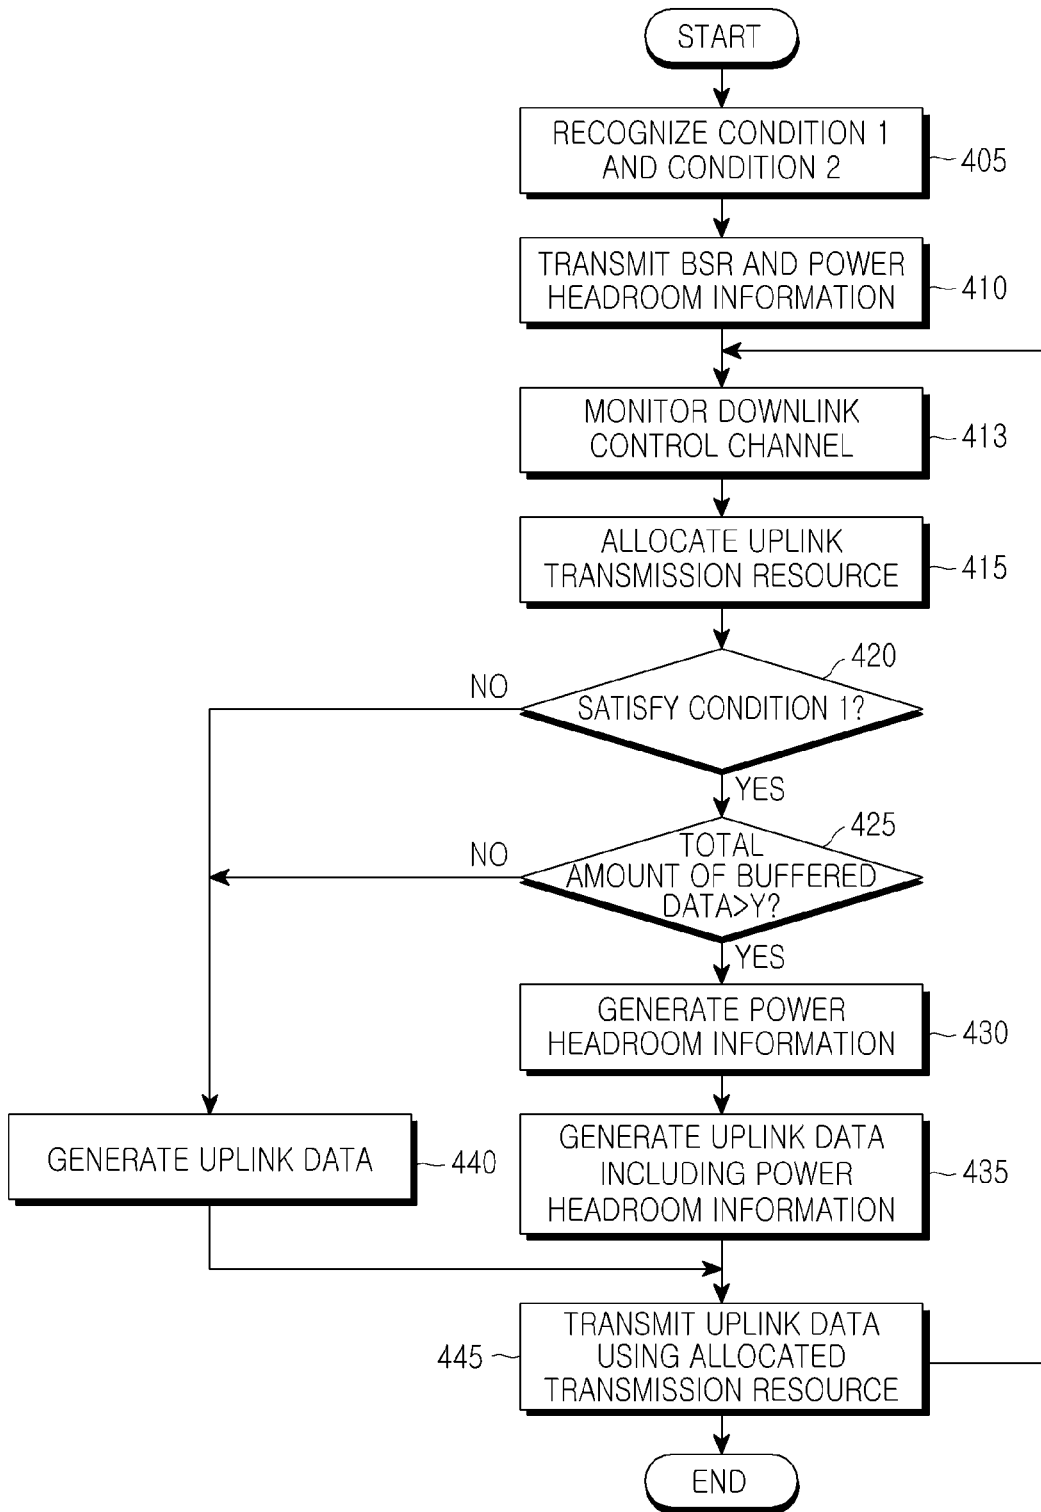 START
RECOGNIZE CONDITION 1
AND CONDITION 2
405
TRANSMIT BSR AND POWER
HEADROOM INFORMATION
410
MONITOR DOWNLINK
CONTROL CHANNEL
413
ALLOCATE UPLINK
TRANSMISSION RESOURCE
415
420
NO
SATISFY CONDITION 1?
YES
425
NO
TOTAL
AMOUNT OF BUFFERED
DATA>Y?
YES
GENERATE POWER
HEADROOM INFORMATION
430
GENERATE UPLINK DATA
440
GENERATE UPLINK DATA
INCLUDING POWER
HEADROOM INFORMATION
435
445
TRANSMIT UPLINK DATA
USING ALLOCATED
TRANSMISSION RESOURCE
END